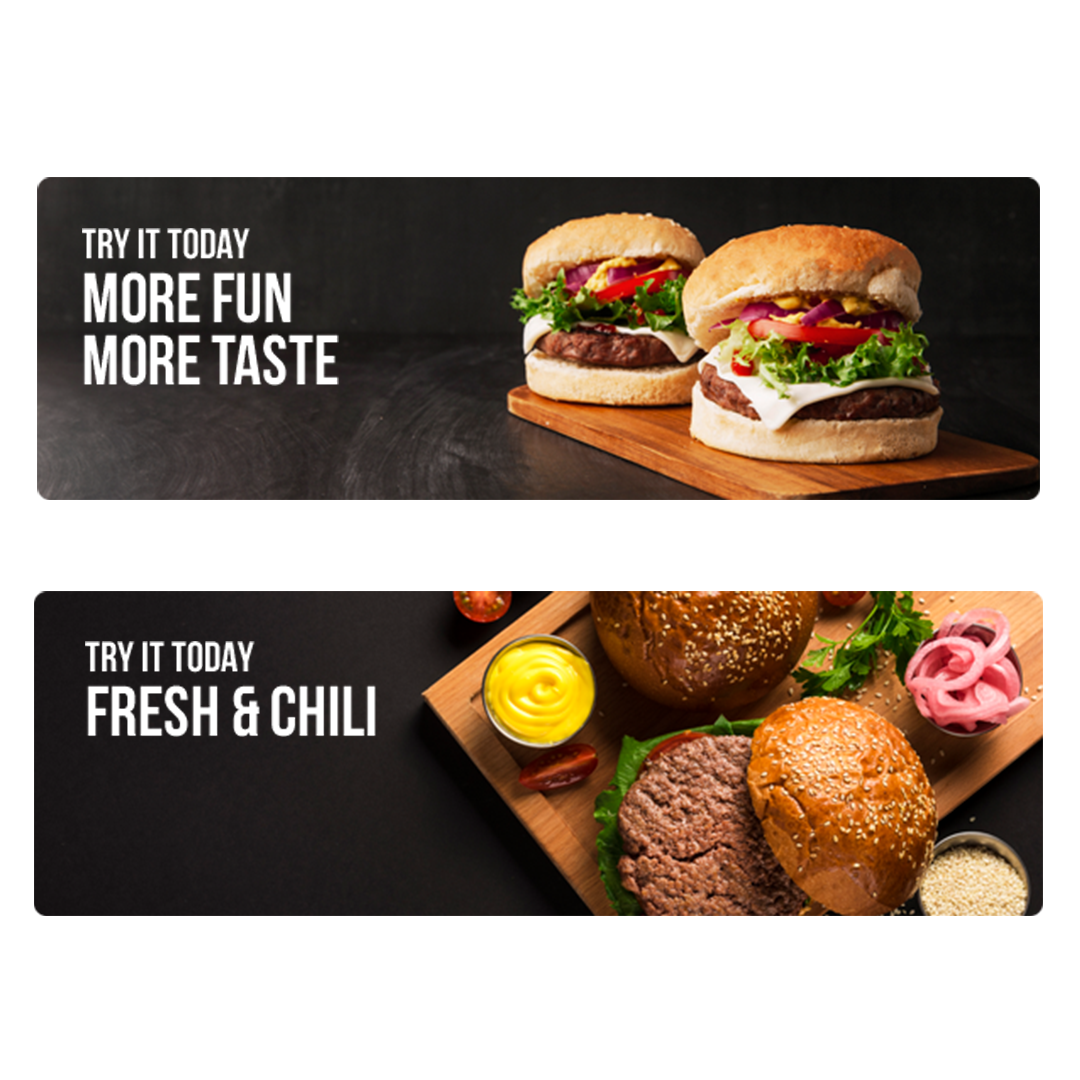 TRY IT TODAY
MORE FUN
MORE TASTE
TRY IT TODAY
FRESH & CHILI